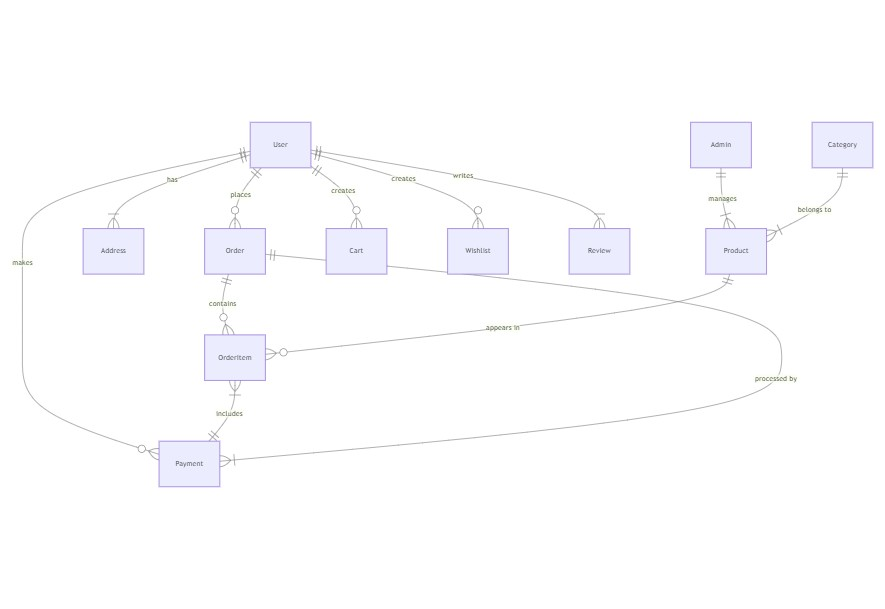 User
Admin
Category
has
places
creates
creates
writes
manages
belongs to
Address
Order
Cart
Wishlist
Review
Product
makes
contains
appears in
OrderItem
processed by
includes
Payment